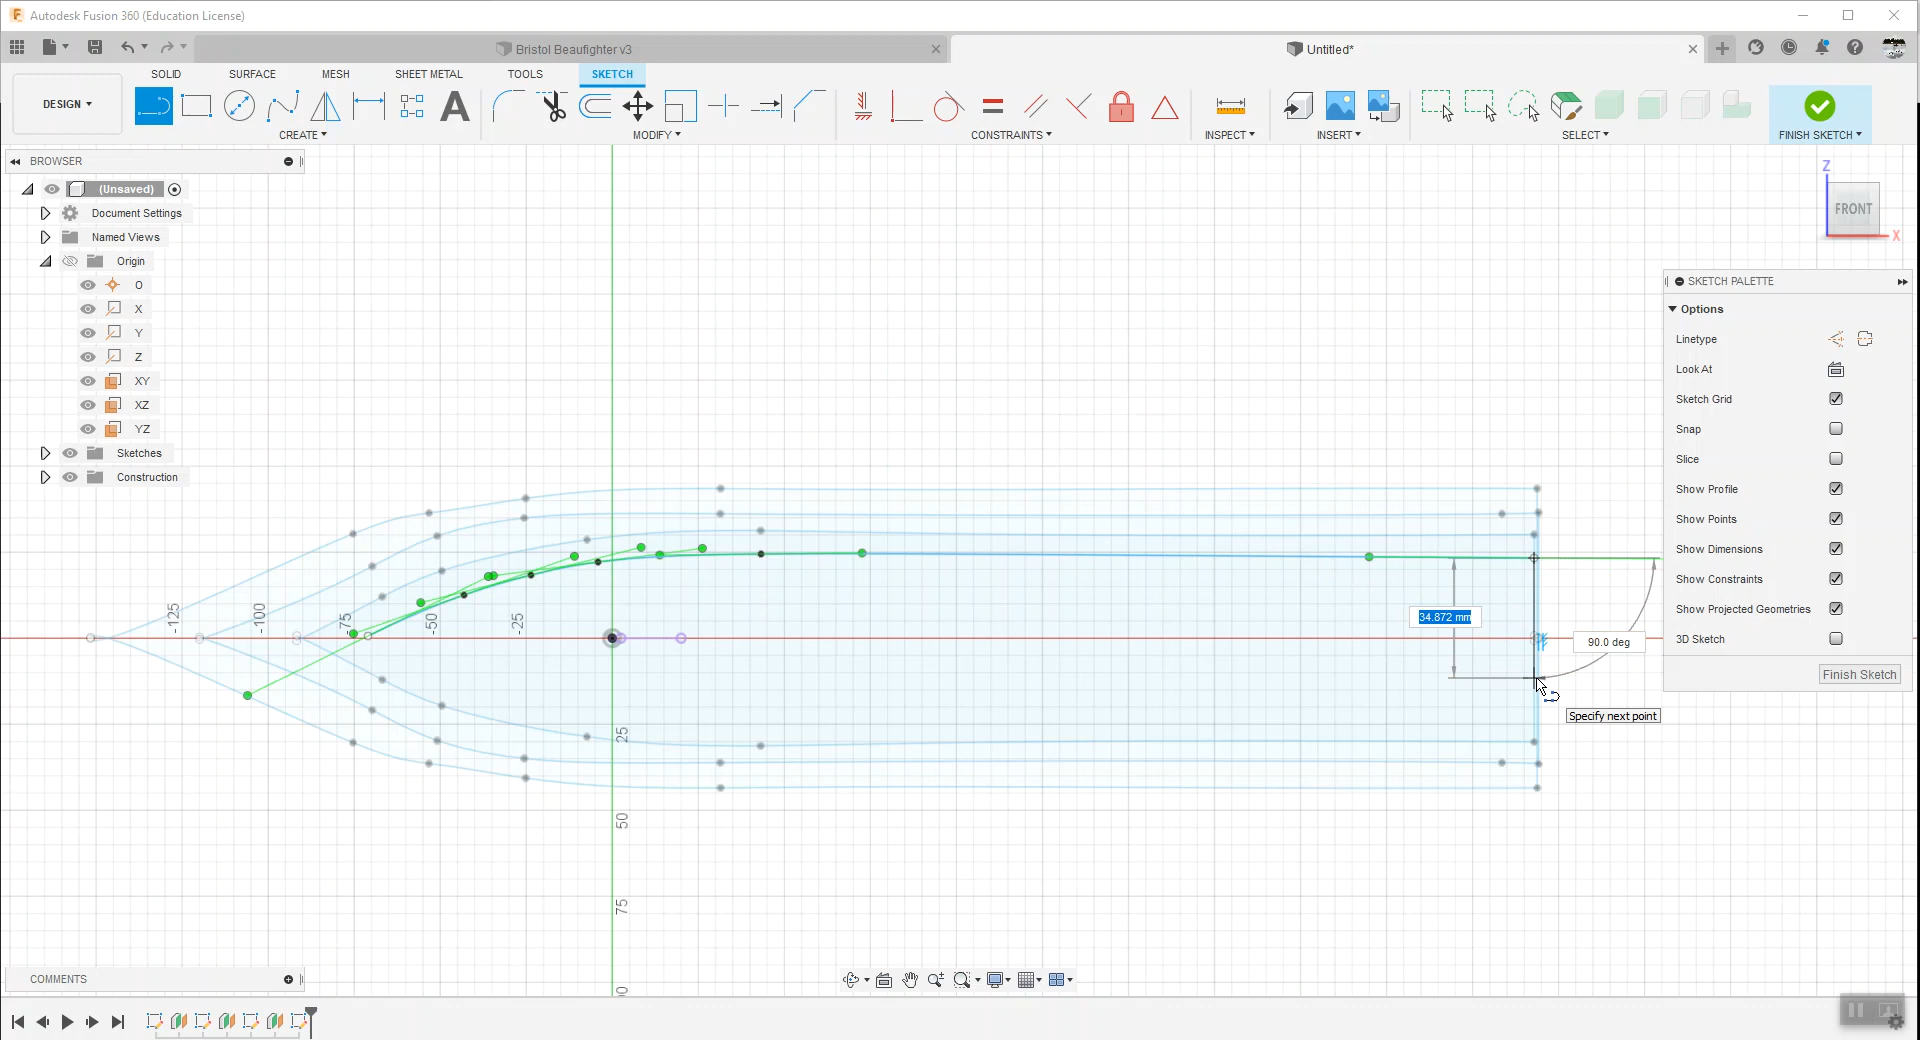 Autodesk Fusion 360 (Education License)
Bristol Beaufighter v3
Untitled*
SOLID SURFACE MESH SHEET METAL TOOLS SKETCH
DESIGN
CREATE MODIFY CONSTRAINTS INSPECT INSERT SELECT FINISH SKETCH
BROWSER
(Unsaved)
Document Settings
Named Views
Origin
O
X
Y
Z
XY
XZ
YZ
Sketches
Construction
Z
FRONT
X
SKETCH PALETTE
Options
Linetype
Look At
Sketch Grid
Snap
Slice
Show Profile
Show Points
Show Dimensions
Show Constraints
Show Projected Geometries
3D Sketch
Finish Sketch
-125
-100
-75
-50
-25
34.872 mm
90.0 deg
Specify next point
25
50
75
COMMENTS